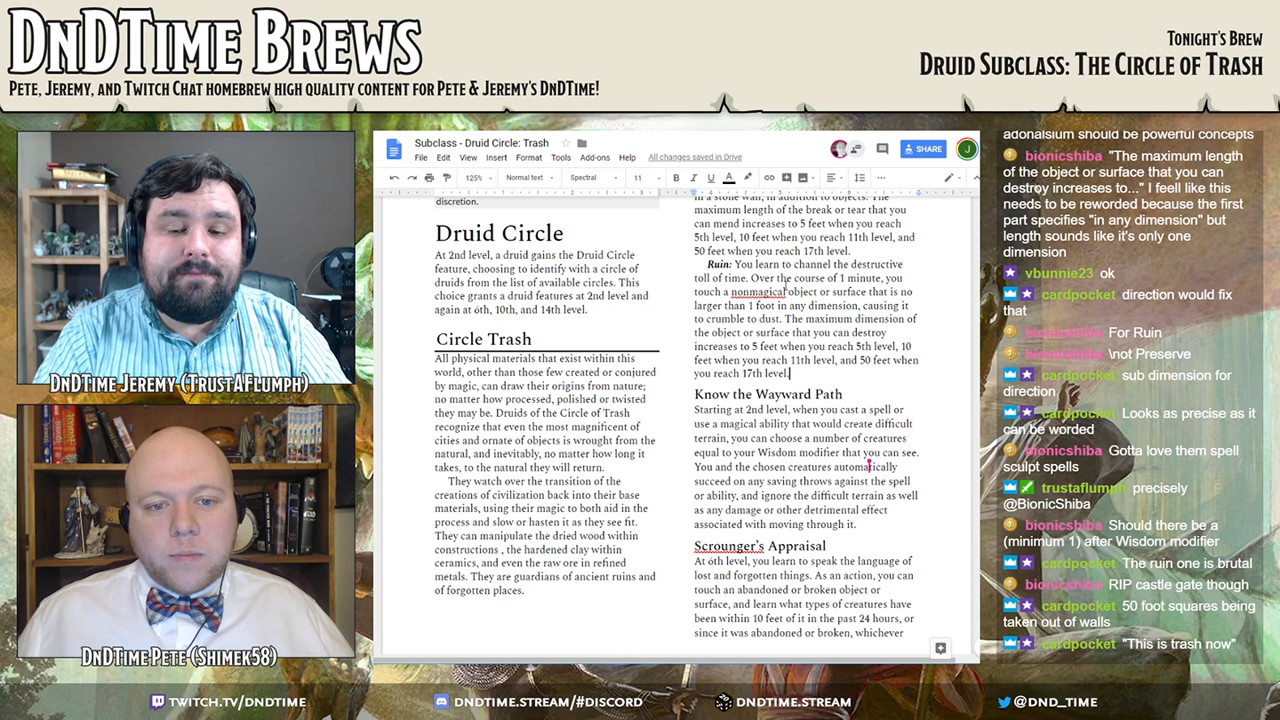 DnDTime Brews
Pete, Jeremy, and Twitch Chat homebrew high quality content for Pete & Jeremy's DnDTime!
Tonight's Brew
Druid Subclass: The Circle of Trash
DnDTime Jeremy (TrustAFlumph)
DnDTime Pete (Shimek58)
Subclass - Druid Circle: Trash
File Edit View Insert Format Tools Add-ons Help All changes saved in Drive
SHARE
J
125% Normal text Spectral 11 B I U A
discretion.
Druid Circle
At 2nd level, a druid gains the Druid Circle
feature, choosing to identify with a circle of
druids from the list of available circles. This
choice grants a druid features at 2nd level and
again at 6th, 10th, and 14th level.
Circle Trash
All physical materials that exist within this
world, other than those few created or conjured
by magic, can draw their origins from nature;
no matter how processed, polished or twisted
they may be. Druids of the Circle of Trash
recognize that even the most magnificent of
cities and ornate of objects is wrought from the
natural, and inevitably, no matter how long it
takes, to the natural they will return.
They watch over the transition of the
creations of civilization back into their base
materials, using their magic to both aid in the
process and slow or hasten it as they see fit.
They can manipulate the dried wood within
constructions , the hardened clay within
ceramics, and even the raw ore in refined
metals. They are guardians of ancient ruins and
of forgotten places.
in a stone wall, in addition to objects. The
maximum length of the break or tear that you
can mend increases to 5 feet when you reach
5th level, 10 feet when you reach 11th level, and
50 feet when you reach 17th level.
Ruin: You learn to channel the destructive
toll of time. Over the course of 1 minute, you
touch a nonmagical object or surface that is no
larger than 1 foot in any dimension, causing it
to crumble to dust. The maximum dimension of
the object or surface that you can destroy
increases to 5 feet when you reach 5th level, 10
feet when you reach 11th level, and 50 feet when
you reach 17th level.
Know the Wayward Path
Starting at 2nd level, when you cast a spell or
use a magical ability that would create difficult
terrain, you can choose a number of creatures
equal to your Wisdom modifier that you can see.
You and the chosen creatures automatically
succeed on any saving throws against the spell
or ability, and ignore the difficult terrain as well
as any damage or other detrimental effect
associated with moving through it.
Scrounger's Appraisal
At 6th level, you learn to speak the language of
lost and forgotten things. As an action, you can
touch an abandoned or broken object or
surface, and learn what types of creatures have
been within 10 feet of it in the past 24 hours, or
since it was abandoned or broken, whichever
adonalsium should be powerful concepts
bionicshiba "The maximum length
of the object or surface that you can
destroy increases to..." I feell like this
needs to be reworded because the first
part specifies "in any dimension" but
length sounds like it's only one
dimension
vbunnie23 ok
cardpocket direction would fix
that
bionicshiba For Ruin
bionicshiba \not Preserve
cardpocket sub dimension for
direction
cardpocket Looks as precise as it
can be worded
bionicshiba Gotta love them spell
sculpt spells
trustaflumph precisely
@BionicShiba
bionicshiba Should there be a
(minimum 1) after Wisdom modifier
cardpocket The ruin one is brutal
bionicshiba RIP castle gate though
cardpocket 50 foot squares being
taken out of walls
cardpocket "This is trash now"
twitch.tv/dndtime
dndtime.stream/#discord
dndtime.stream
@dnd_time